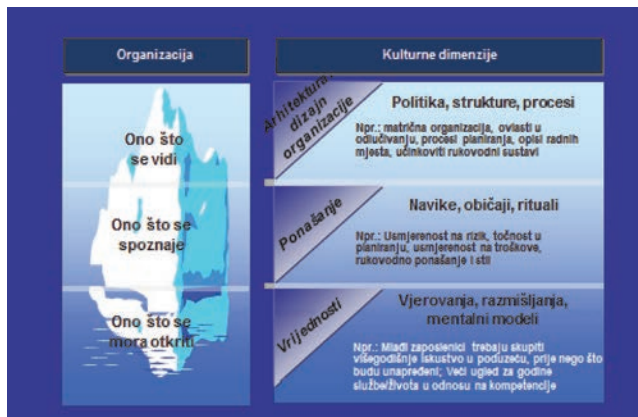 Organizacija
Kulturne dimenzije
Ono što
se vidi
Arhitektura,
dizajn
organizacije
Politika, strukture, procesi
Npr.: matrična organizacija, ovlasti u
odlučivanju, procesi planiranja, opisi radnih
mjesta, učinkoviti rukovodni sustavi
Ono što se
spoznaje
Ponašanje
Navike, običaji, rituali
Npr.: Usmjerenost na rizik, točnost u
planiranju, usmjerenost na troškove,
rukovodno ponašanje i stil
Ono što se
mora otkriti
Vrijednosti
Vjerovanja, razmišljanja,
mentalni modeli
Npr.: Mladi zaposlenici trebaju skupiti
višegodišnje iskustvo u poduzeću, prije nego što
budu unapređeni; Veći ugled za godine
službe/života u odnosu na kompetencije